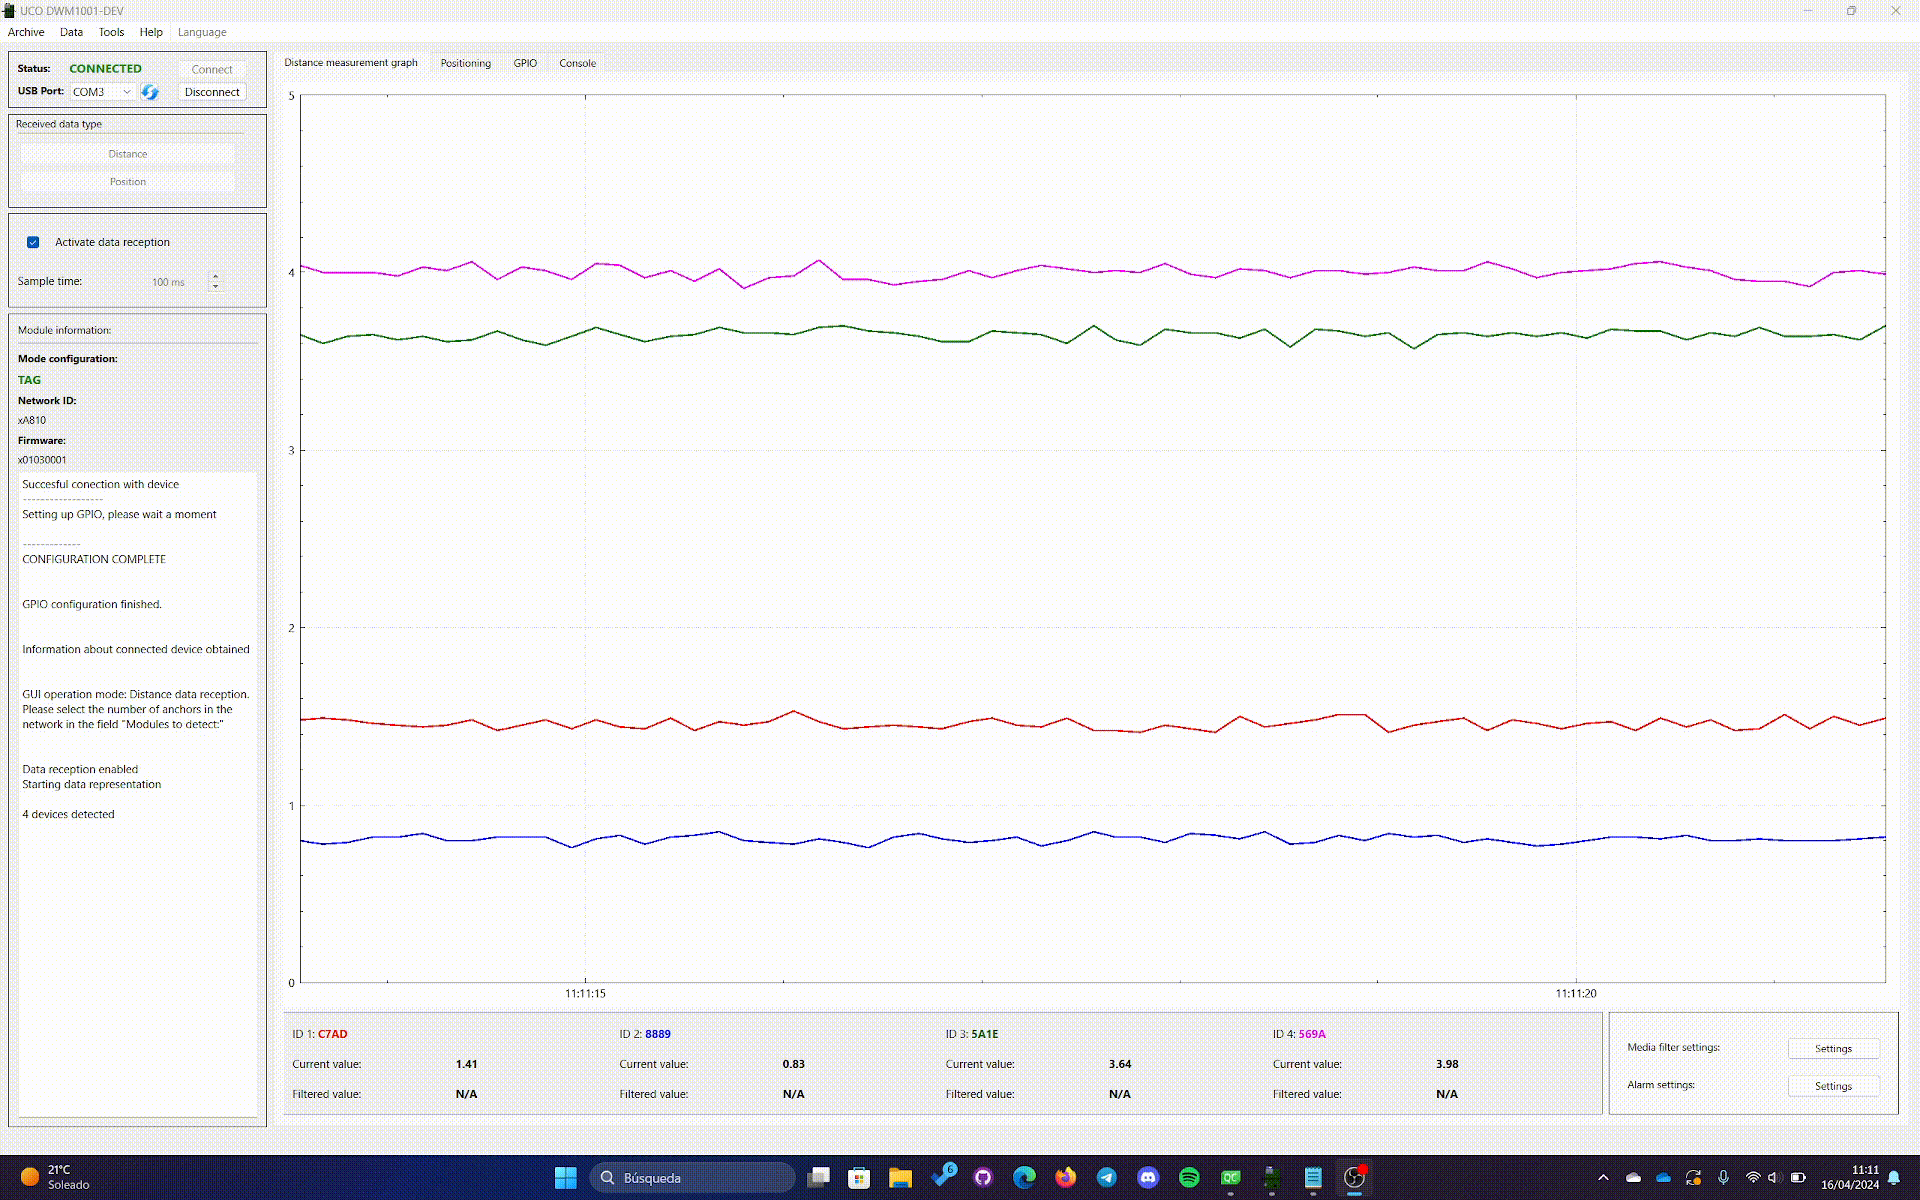 UCO DWM1001-DEV
Archive Data Tools Help Language
Status: CONNECTED Connect
USB Port: COM3 Disconnect
Received data type
Distance
Position
Activate data reception
Sample time: 100 ms
Module information:
Mode configuration:
TAG
Network ID:
xA810
Firmware:
x01030001
Succesful conection with device
------------------
Setting up GPIO, please wait a moment
-------------
CONFIGURATION COMPLETE
GPIO configuration finished.
Information about connected device obtained
GUI operation mode: Distance data reception.
Please select the number of anchors in the
network in the field "Modules to detect:"
Data reception enabled
Starting data representation
4 devices detected
Distance measurement graph Positioning GPIO Console
5
4
3
2
1
0
11:11:15 11:11:20
ID 1: C7AD ID 2: 8889 ID 3: 5A1E ID 4: 569A
Current value: 1.41 Current value: 0.83 Current value: 3.64 Current value: 3.98
Filtered value: N/A Filtered value: N/A Filtered value: N/A Filtered value: N/A
Media filter settings: Settings
Alarm settings: Settings
21°C
Soleado
Búsqueda
6
QC
11:11
16/04/2024